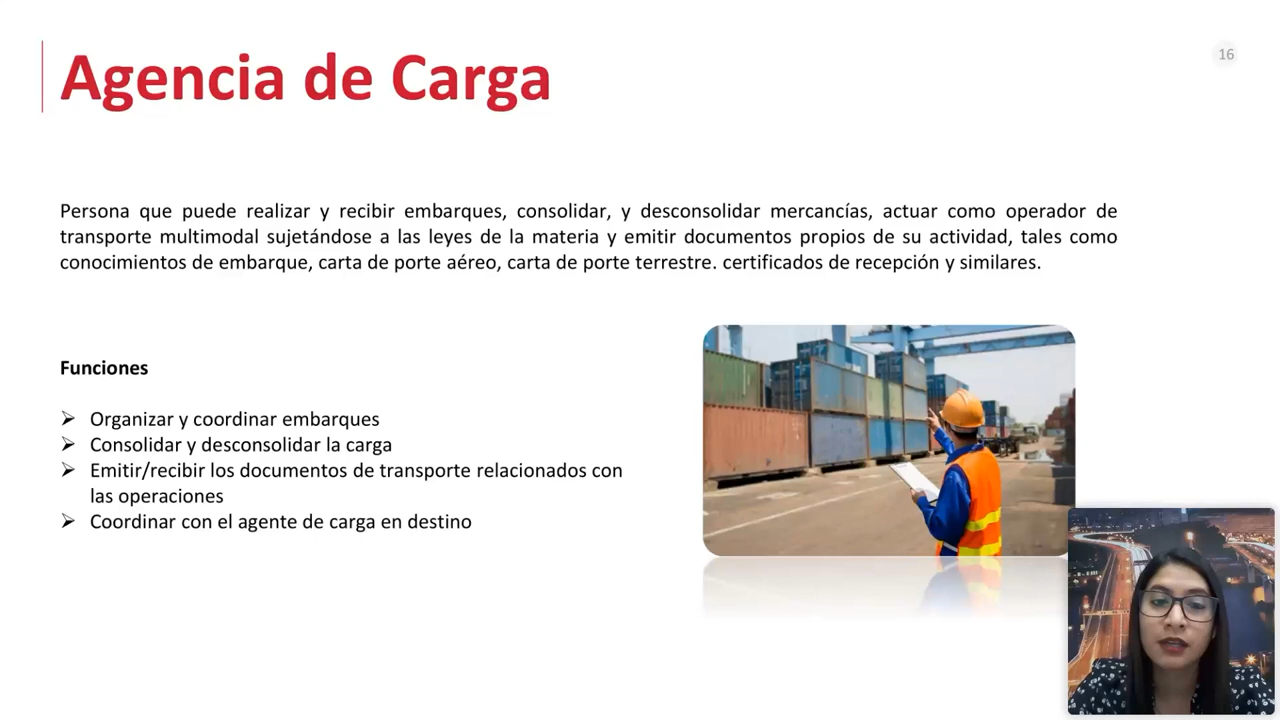 Agencia de Carga
16
Persona que puede realizar y recibir embarques, consolidar, y desconsolidar mercancías, actuar como operador de
transporte multimodal sujetándose a las leyes de la materia y emitir documentos propios de su actividad, tales como
conocimientos de embarque, carta de porte aéreo, carta de porte terrestre. certificados de recepción y similares.
Funciones
➢ Organizar y coordinar embarques
➢ Consolidar y desconsolidar la carga
➢ Emitir/recibir los documentos de transporte relacionados con
las operaciones
➢ Coordinar con el agente de carga en destino